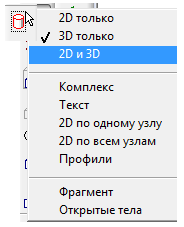 2D только
3D только
2D и 3D
Комплекс
Текст
2D по одному узлу
2D по всем узлам
Профили
Фрагмент
Открытые тела